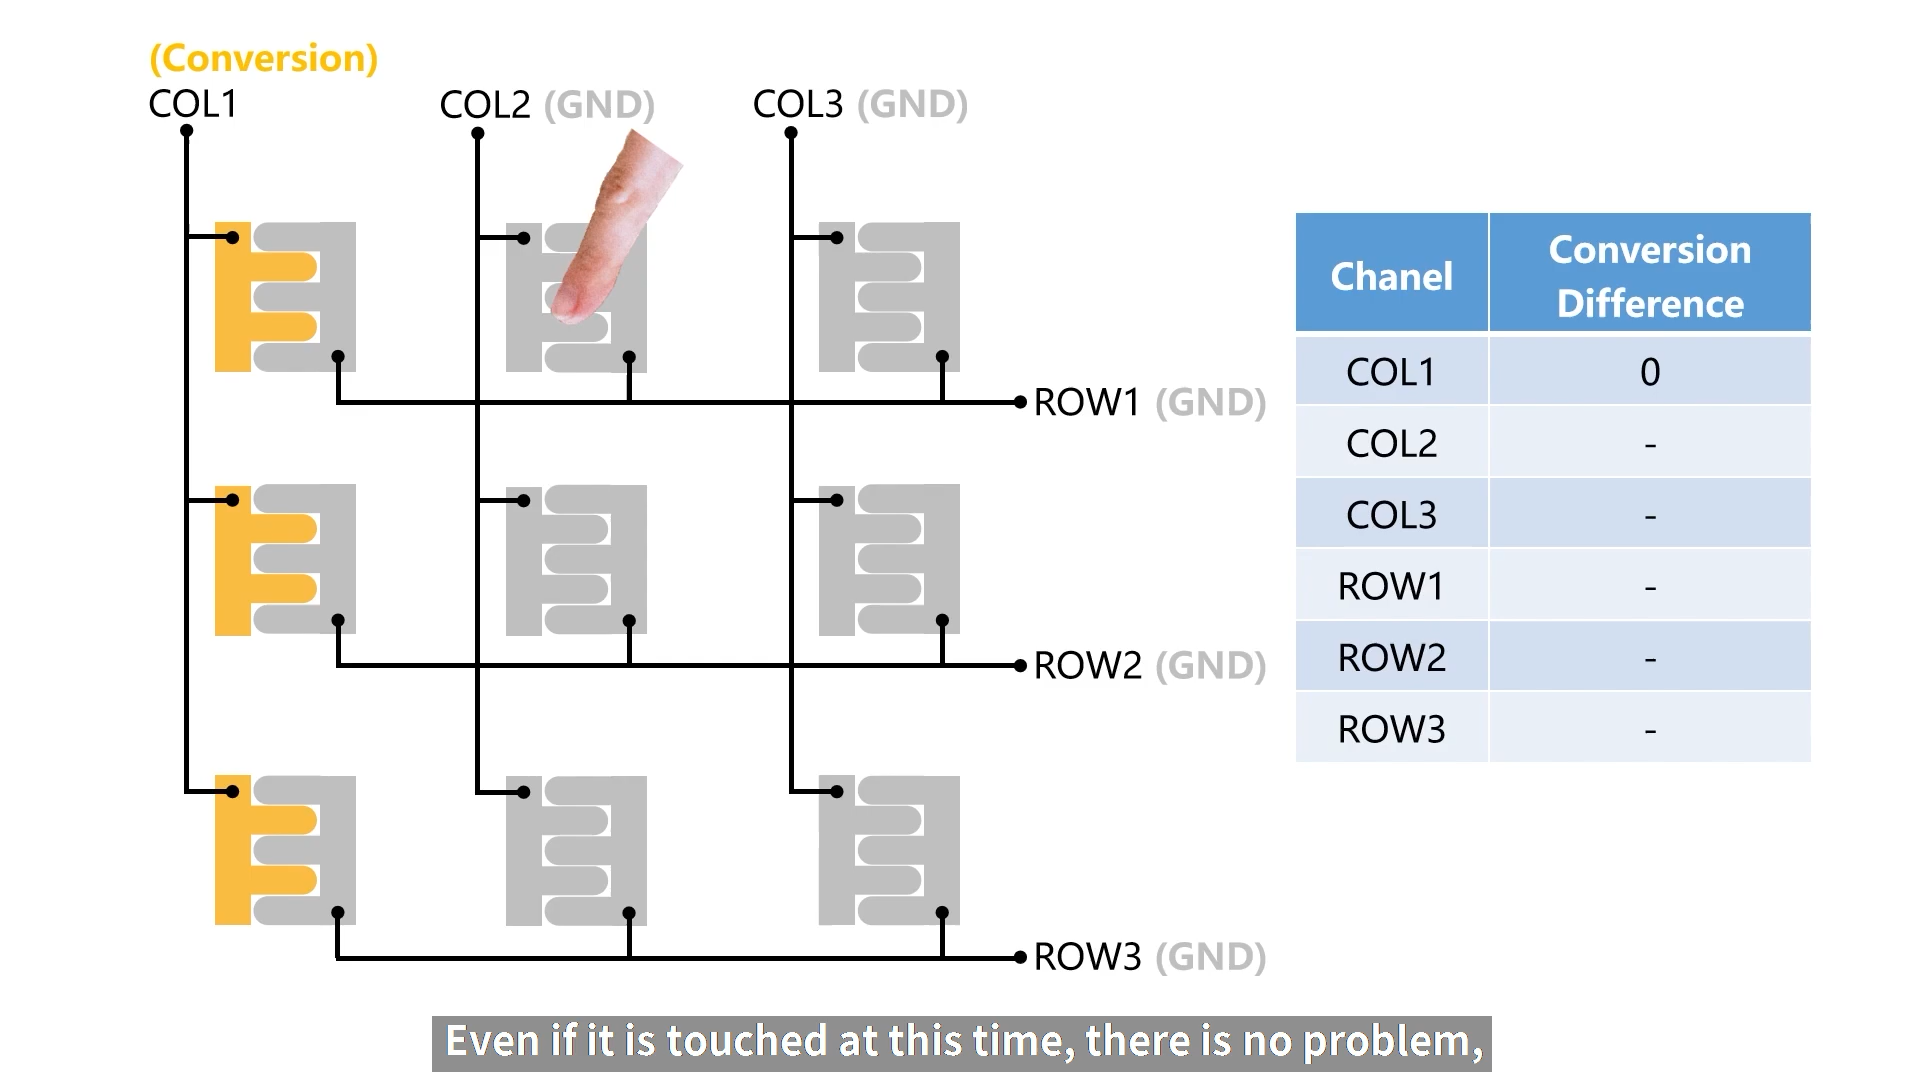 (Conversion)
COL1
COL2 (GND)
COL3 (GND)
ROW1 (GND)
ROW2 (GND)
ROW3 (GND)
Chanel
Conversion
Difference
COL1 0
COL2 -
COL3 -
ROW1 -
ROW2 -
ROW3 -
Even if it is touched at this time, there is no problem,